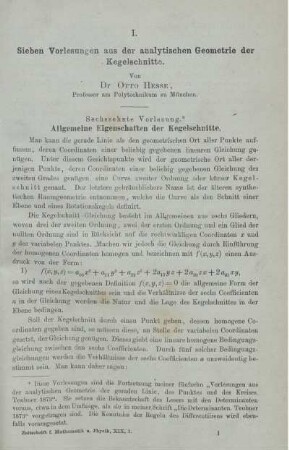 I.
Sieben Vorlesungen aus der analytischen Geometrie der
Kegelschnitte.
Von
Dr. OTTO HESSE,
Professor am Polytechnikum zu München.
Sechszehnte Vorlesung.*
Allgemeine Eigenschaften der Kegelschnitte.
Man kann die gerade Linie als den geometrischen Ort aller Punkte auf-
fassen, deren Coordinaten einer beliebig gegebenen linearen Gleichung ge-
nügen. Unter diesem Gesichtspunkte wird der geometrische Ort aller der-
jenigen Punkte, deren Coordinaten einer beliebig gegebenen Gleichung des
zweiten Grades genügen, eine Curve zweiter Ordnung oder kürzer Kegel-
schnitt genannt. Der letztere gebräuchlichere Name ist der älteren synthe-
tischen Raumgeometrie entnommen, welche die Curve als den Schnitt einer
Ebene und eines Rotationskegels definirt.
Die Kegelschnitt-Gleichung besteht im Allgemeinen aus sechs Gliedern,
woven drei der zweiten Ordnung, zwei der ersten Ordnung und ein Glied der
nullten Ordnung sind in Rücksicht auf die rechtwinkligen Coordinaten x und
y des variabelen Punktes. Machen wir jedoch die Gleichung durch Einführung
der homogenen Coordinaten homogen und bezeichnen mit f(x,y,z) einen Aus-
druck von der Form:
1) f(x,y,z) = a₀₀x² + a₁₁y² + a₂₂z² + 2a₁₂yz + 2a₂₀zx + 2a₀₁xy,
so wird nach der gegebenen Definition f(x,y,z) = 0 die allgemeine Form der
Gleichung eines Kegelschnittes sein und die Verhältnisse der sechs Coefficienten
a in der Gleichung werden die Natur und die Lage des Kegelschnittes in der
Ebene bedingen.
Soll der Kegelschnitt durch einen Punkt gehen, dessen homogene Co-
ordinaten gegeben sind, so müssen diese, an die Stelle der variabelen Coordinaten
gesetzt, der Gleichung genügen. Dieses giebt eine lineare homogene Bedingungs-
gleichung zwischen den sechs Coefficienten. Durch fünf solcher Bedingungs-
gleichungen werden die Verhältnisse der sechs Coefficienten a unzweideutig be-
stimmt sein. Man kann daher sagen:
* Diese Vorlesungen sind die Fortsetzung meiner Büchelin „Vorlesungen aus
der analytischen Geometrie der geraden Linie, des Punktes und des Kreises.
Teubner 1873“. Sie setzen das Bekanntsein des Lesers mit den Determinanten
voraus, etwa in dem Umfange, als sie in meiner Schrift „Die Determinanten. Teubner
1872“ vorgetragen sind. Die Kenntniss der Regeln des Differentiirens wird eben-
falls vorausgesetzt.
Zeitschrift f. Mathematik u. Physik, XIX, 1.
1